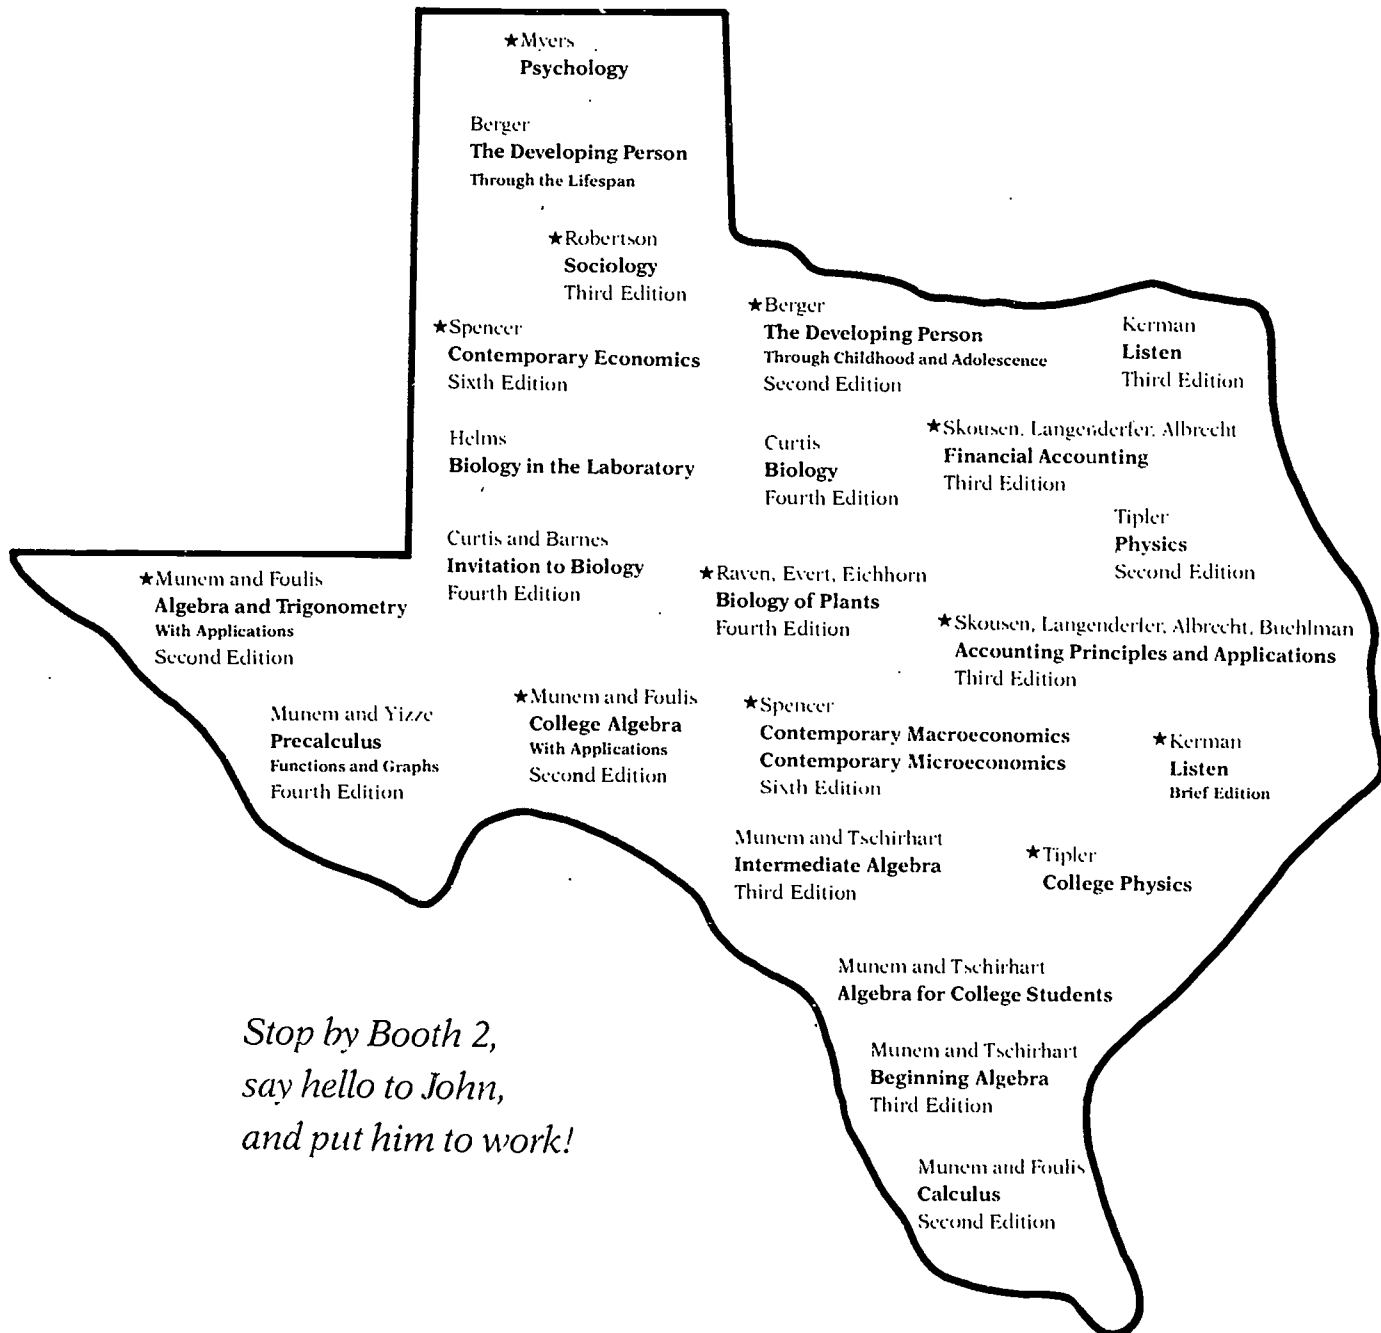 ★Myers
Psychology
Berger
The Developing Person
Through the Lifespan
★Robertson
Sociology
Third Edition
★Spencer
Contemporary Economics
Sixth Edition
★Berger
The Developing Person
Through Childhood and Adolescence
Second Edition
Kerman
Listen
Third Edition
Helms
Biology in the Laboratory
Curtis
Biology
Fourth Edition
★Skousen, Langenderfer, Albrecht
Financial Accounting
Third Edition
Tipler
Physics
Second Edition
Curtis and Barnes
Invitation to Biology
Fourth Edition
★Munem and Foulis
Algebra and Trigonometry
With Applications
Second Edition
★Raven, Evert, Eichhorn
Biology of Plants
Fourth Edition
★Skousen, Langenderfer, Albrecht, Buehlman
Accounting Principles and Applications
Third Edition
Munem and Yizze
Precalculus
Functions and Graphs
Fourth Edition
★Munem and Foulis
College Algebra
With Applications
Second Edition
★Spencer
Contemporary Macroeconomics
Contemporary Microeconomics
Sixth Edition
★Kerman
Listen
Brief Edition
Munem and Tschirhart
Intermediate Algebra
Third Edition
★Tipler
College Physics
Munem and Tschirhart
Algebra for College Students
Munem and Tschirhart
Beginning Algebra
Third Edition
Munem and Foulis
Calculus
Second Edition
Stop by Booth 2,
say hello to John,
and put him to work!